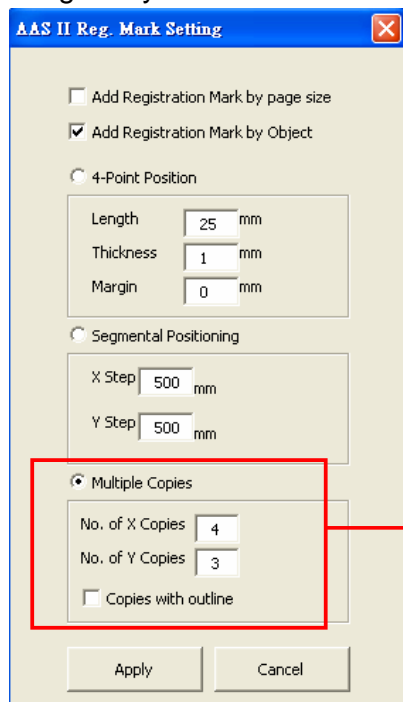 AAS II Reg. Mark Setting
Add Registration Mark by page size
Add Registration Mark by Object
4-Point Position
Length 25 mm
Thickness 1 mm
Margin 0 mm
Segmental Positioning
X Step 500 mm
Y Step 500 mm
Multiple Copies
No. of X Copies 4
No. of Y Copies 3
Copies with outline
Apply Cancel